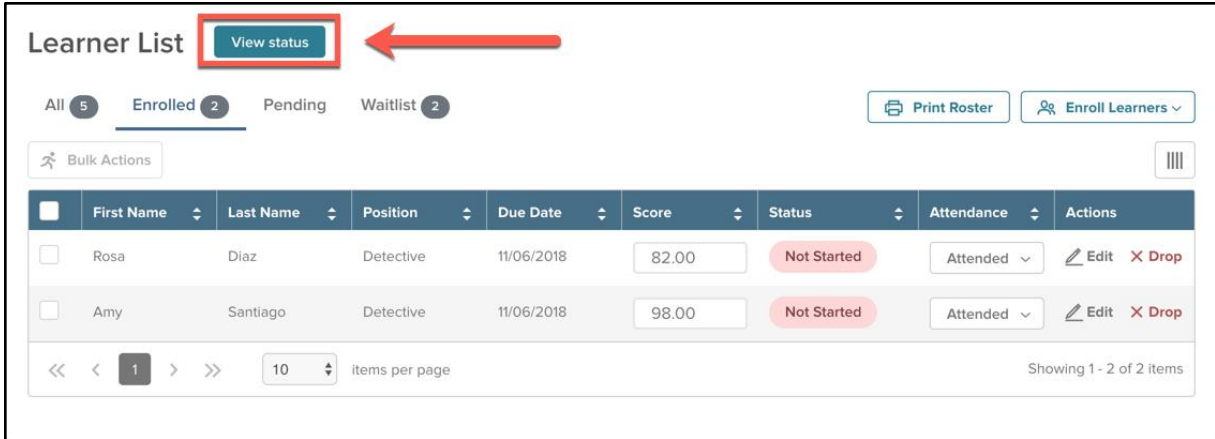 Learner List View status
All 5 Enrolled 2 Pending Waitlist 2 Print Roster Enroll Learners
Bulk Actions
First Name Last Name Position Due Date Score Status Attendance Actions
Rosa Diaz Detective 11/06/2018 82.00 Not Started Attended Edit Drop
Amy Santiago Detective 11/06/2018 98.00 Not Started Attended Edit Drop
1 10 items per page Showing 1 - 2 of 2 items